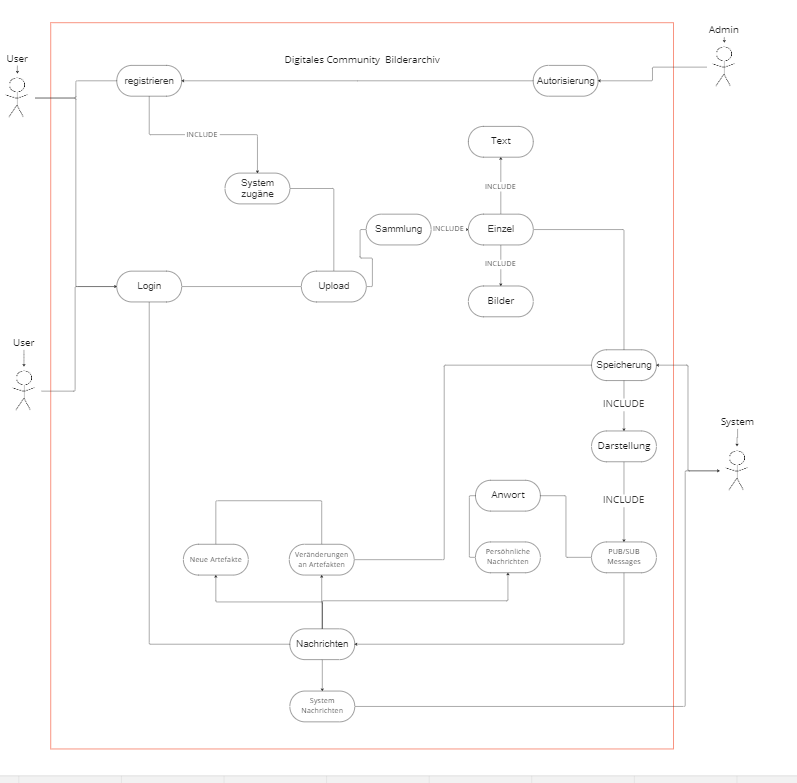 Admin
User
Digitales Community Bilderarchiv
registrieren
Autorisierung
INCLUDE
Text
System
zugäne
INCLUDE
Sammlung
INCLUDE
Einzel
INCLUDE
Login
Upload
Bilder
User
Speicherung
INCLUDE
System
Darstellung
Anwort
INCLUDE
Neue Artefakte
Veränderungen
an Artefakten
Persöhnliche
Nachrichten
PUB/SUB
Messages
Nachrichten
System
Nachrichten